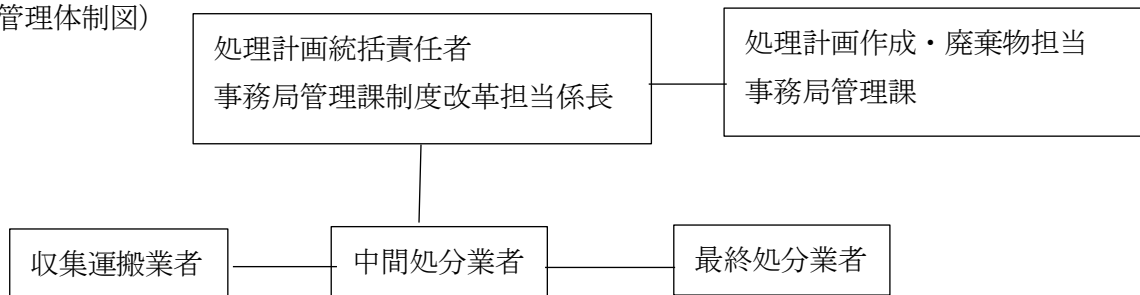 管理体制図）
処理計画統括責任者
事務局管理課制度改革担当係長
処理計画作成・廃棄物担当
事務局管理課
収集運搬業者
中間処分業者
最終処分業者